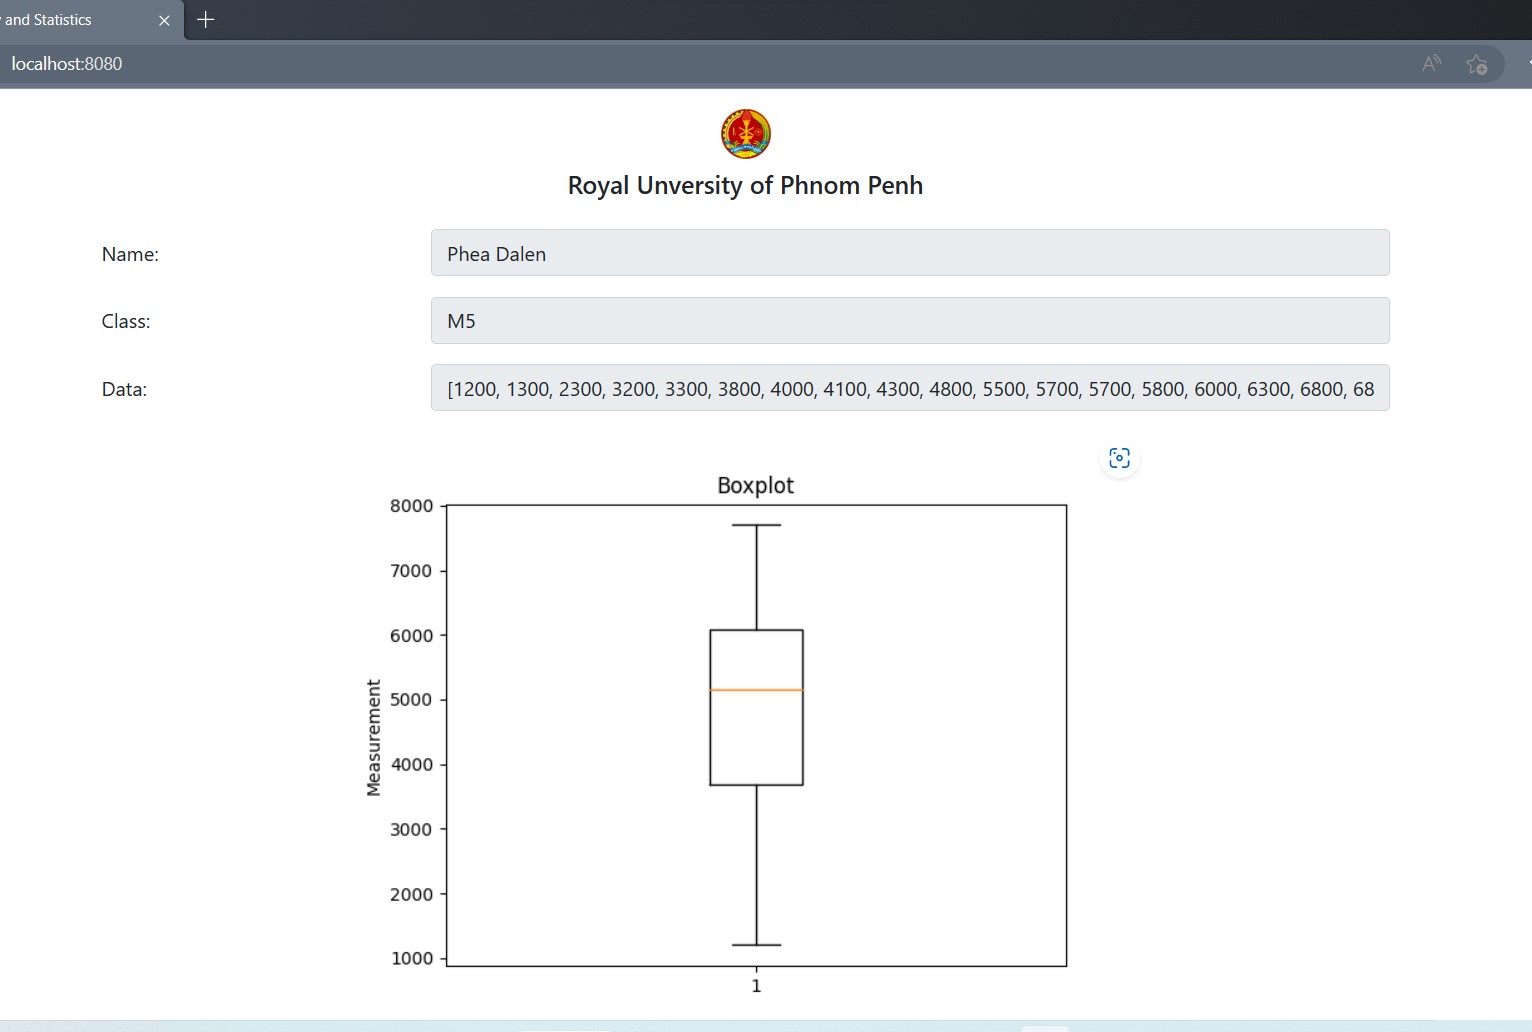 and Statistics
localhost:8080
Royal Unversity of Phnom Penh
Name: Phea Dalen
Class: M5
Data: [1200, 1300, 2300, 3200, 3300, 3800, 4000, 4100, 4300, 4800, 5500, 5700, 5700, 5800, 6000, 6300, 6800, 68
Boxplot
8000
7000
6000
5000
4000
3000
2000
1000
Measurement
1